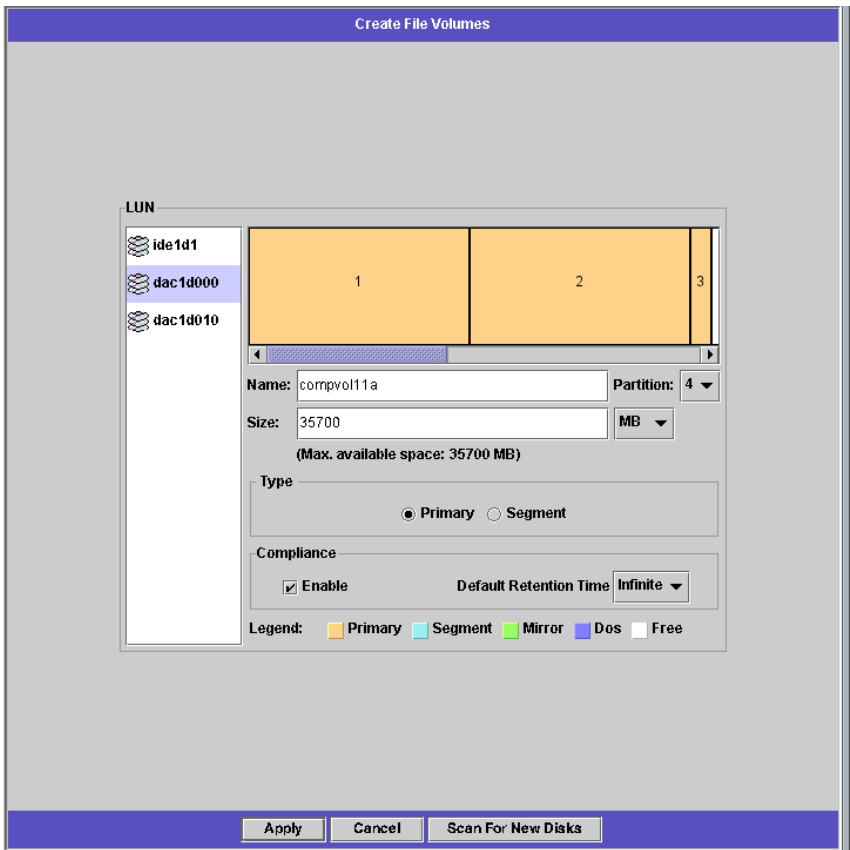 Create File Volumes
LUN
ide1d1
dac1d000
dac1d010
1 2 3
Name: compvol11a Partition: 4
Size: 35700 MB
(Max. available space: 35700 MB)
Type
Primary Segment
Compliance
Enable Default Retention Time Infinite
Legend: Primary Segment Mirror Dos Free
Apply Cancel Scan For New Disks